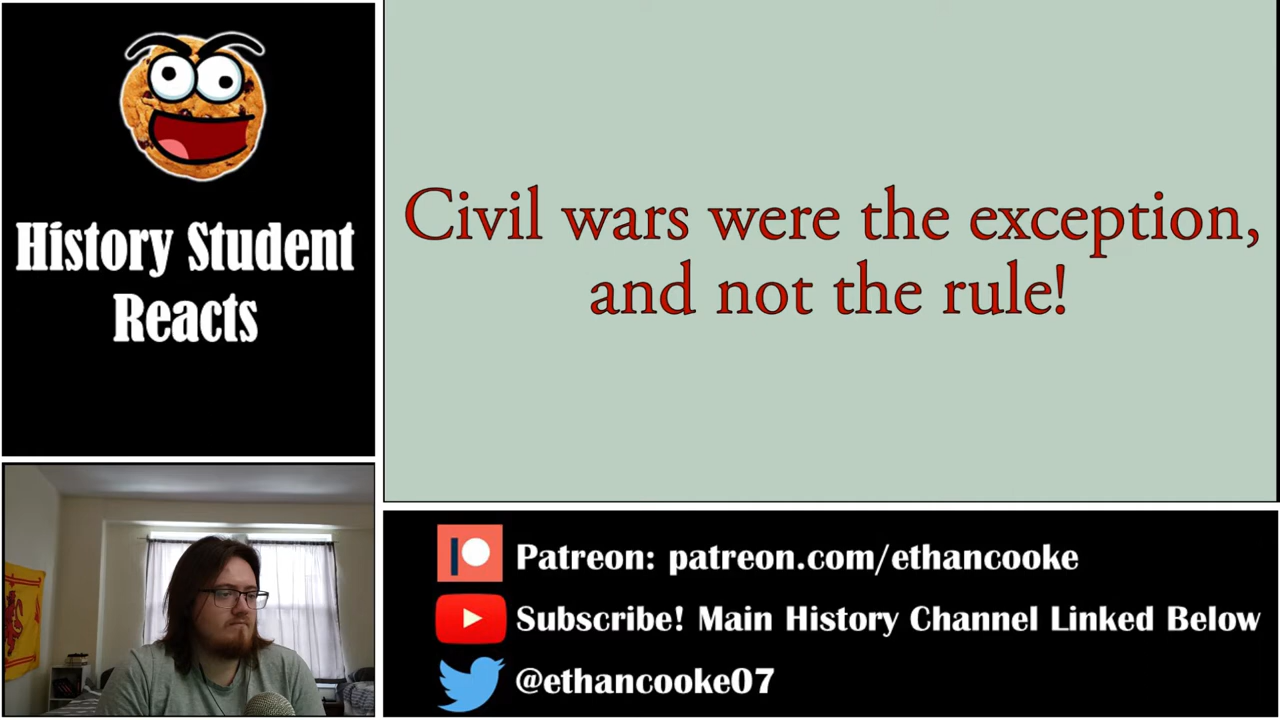 History Student
Reacts
Civil wars were the exception,
and not the rule!
Patreon: patreon.com/ethancooke
Subscribe! Main History Channel Linked Below
@ethancooke07